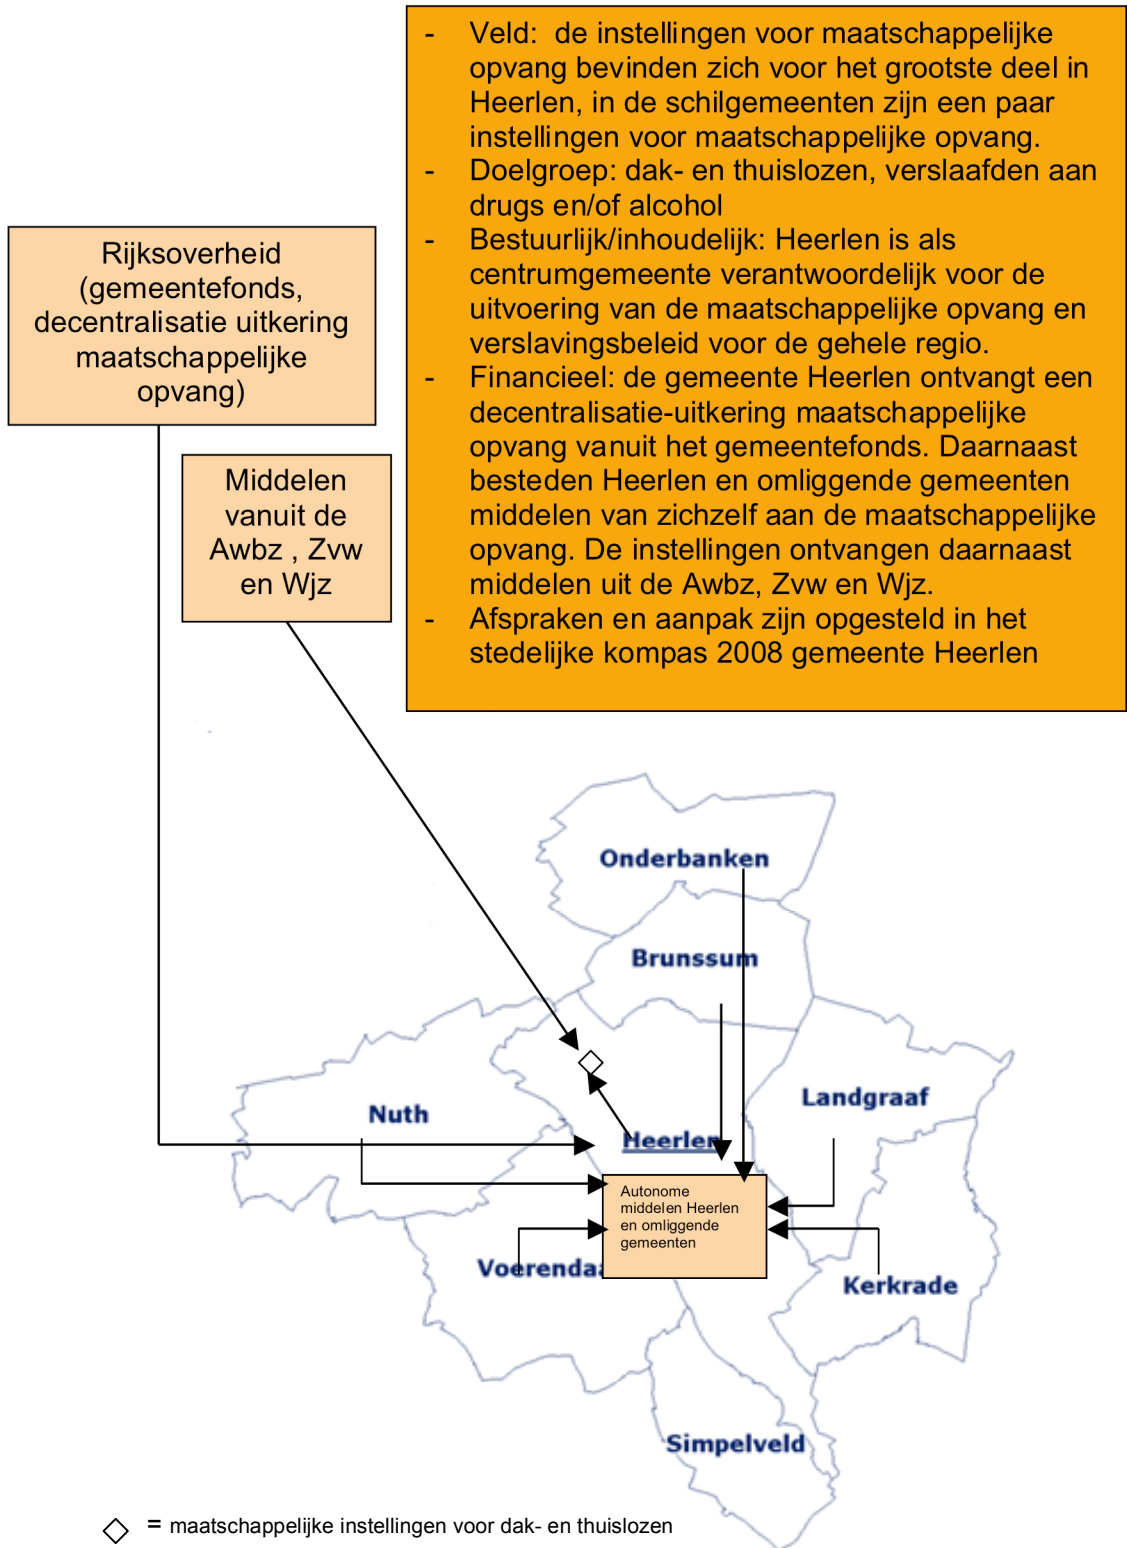 - Veld:  de instellingen voor maatschappelijke
opvang bevinden zich voor het grootste deel in
Heerlen, in de schilgemeenten zijn een paar
instellingen voor maatschappelijke opvang.
- Doelgroep: dak- en thuislozen, verslaafden aan
drugs en/of alcohol
- Bestuurlijk/inhoudelijk: Heerlen is als
centrumgemeente verantwoordelijk voor de
uitvoering van de maatschappelijke opvang en
verslavingsbeleid voor de gehele regio.
- Financieel: de gemeente Heerlen ontvangt een
decentralisatie-uitkering maatschappelijke
opvang vanuit het gemeentefonds. Daarnaast
besteden Heerlen en omliggende gemeenten
middelen van zichzelf aan de maatschappelijke
opvang. De instellingen ontvangen daarnaast
middelen uit de Awbz, Zvw en Wjz.
- Afspraken en aanpak zijn opgesteld in het
stedelijke kompas 2008 gemeente Heerlen
Rijksoverheid
(gemeentefonds,
decentralisatie uitkering
maatschappelijke
opvang)
Middelen
vanuit de
Awbz , Zvw
en Wjz
Onderbanken
Brunssum
Landgraaf
Nuth
Heerlen
Autonome
middelen Heerlen
en omliggende
gemeenten
Voerendaa
Kerkrade
Simpelveld
= maatschappelijke instellingen voor dak- en thuislozen